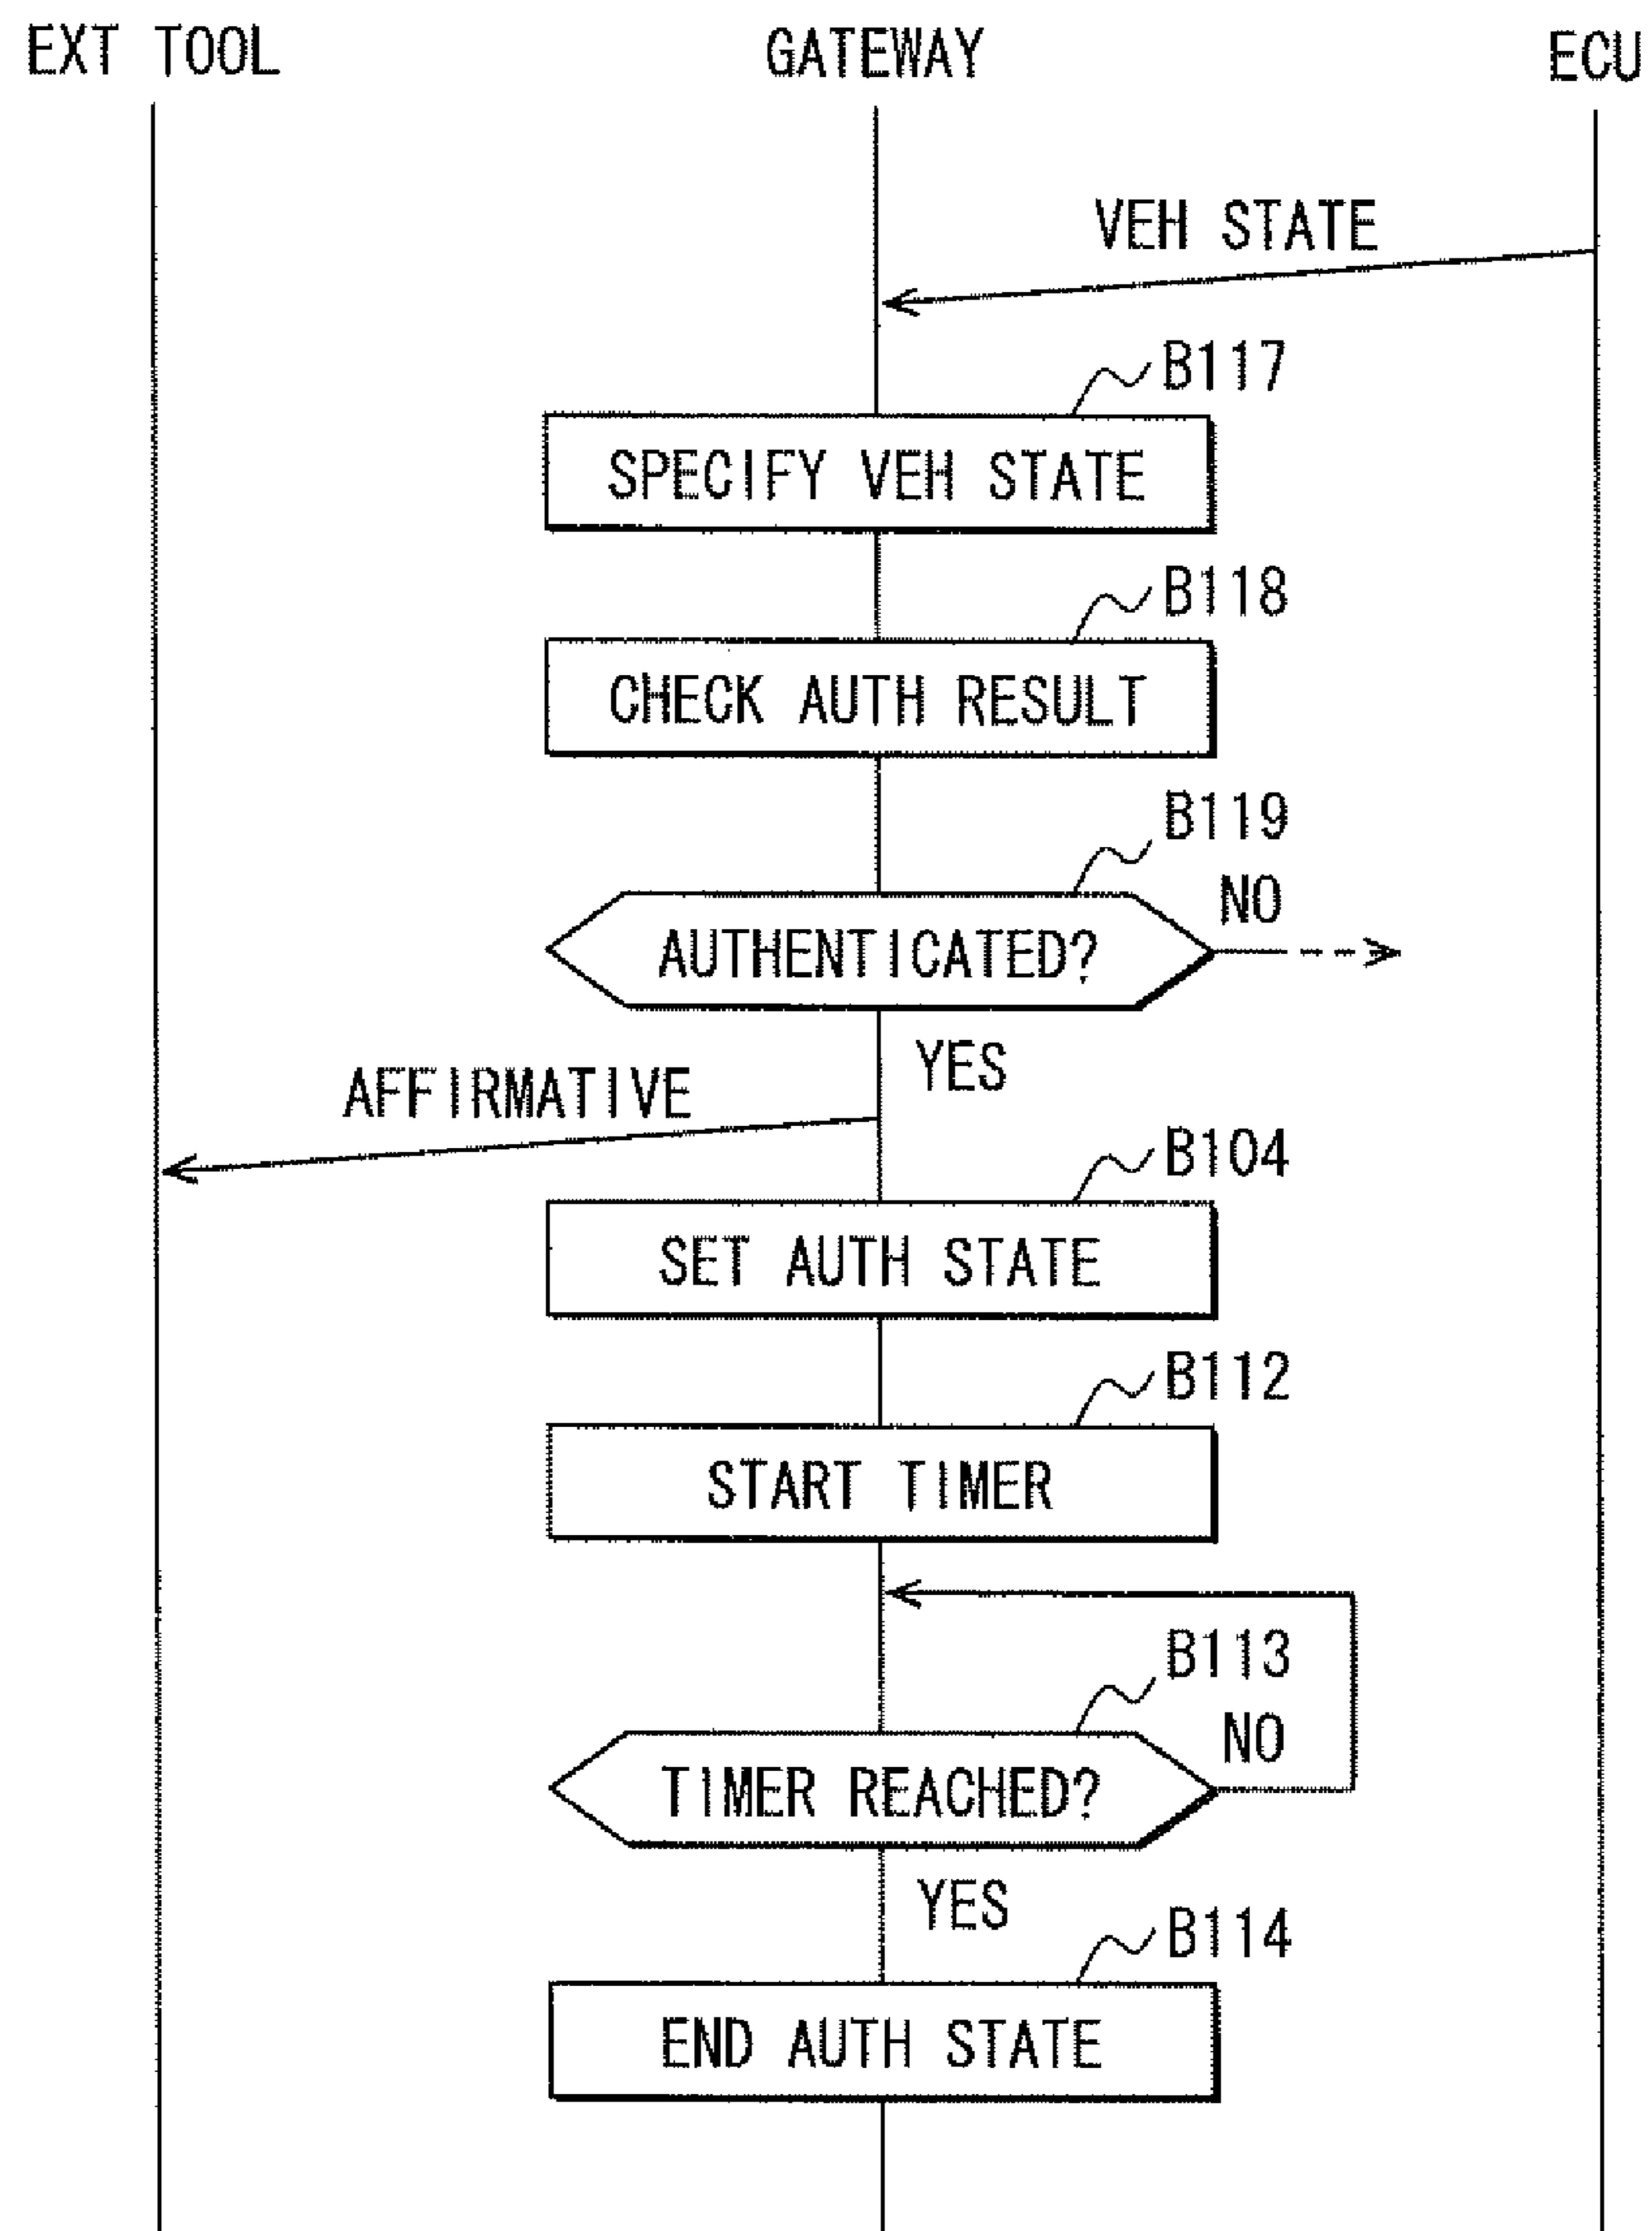 EXT TOOL
GATEWAY
ECU
VEH STATE
B117
SPECIFY VEH STATE
B118
CHECK AUTH RESULT
B119
NO
AUTHENTICATED?
YES
AFFIRMATIVE
B104
SET AUTH STATE
B112
START TIMER
B113
NO
TIMER REACHED?
YES
B114
END AUTH STATE